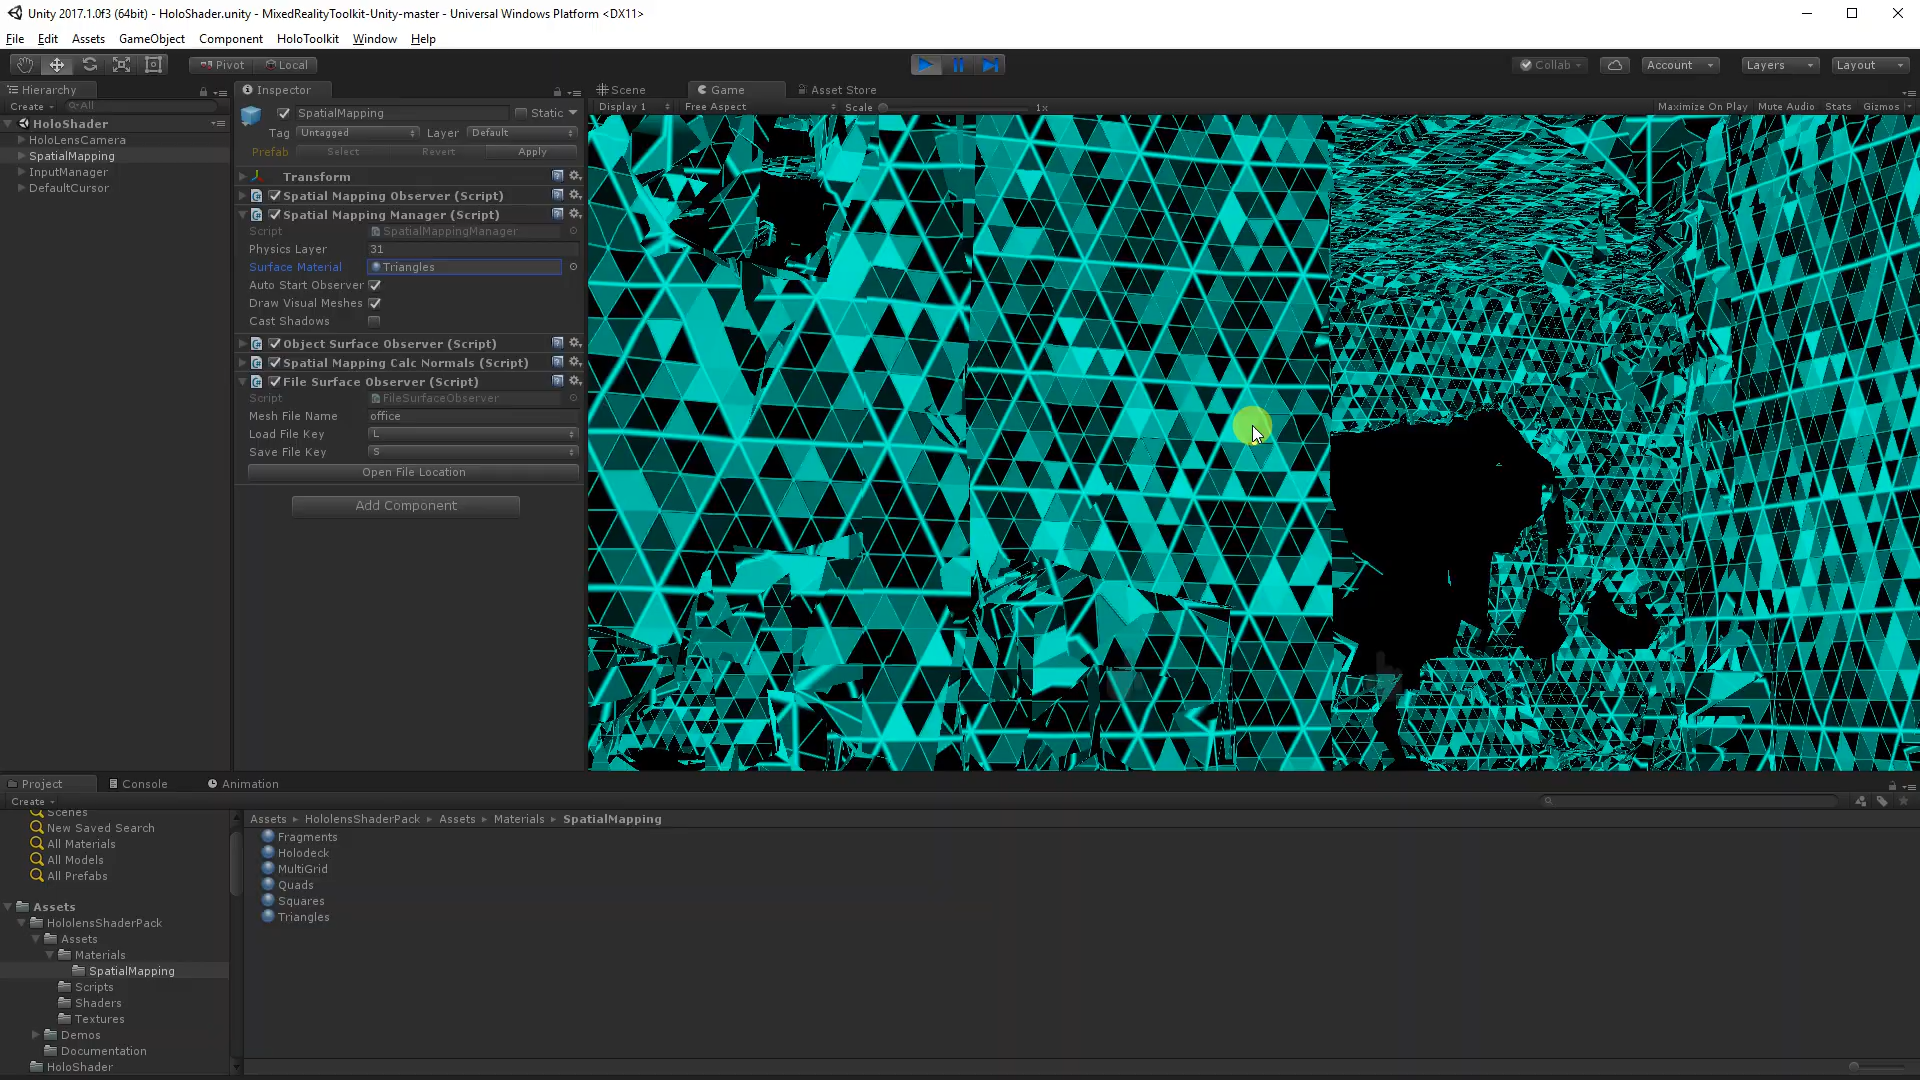 Unity 2017.1.0f3 (64bit) - HoloShader.unity - MixedRealityToolkit-Unity-master - Universal Windows Platform <DX11>
File Edit Assets GameObject Component HoloToolkit Window Help
Pivot Local Collab Account Layers Layout
Hierarchy
Create All
HoloShader
HoloLensCamera
SpatialMapping
InputManager
DefaultCursor
Inspector
SpatialMapping Static
Tag Untagged Layer Default
Prefab Select Revert Apply
Transform
Spatial Mapping Observer (Script)
Spatial Mapping Manager (Script)
Script SpatialMappingManager
Physics Layer 31
Surface Material Triangles
Auto Start Observer
Draw Visual Meshes
Cast Shadows
Object Surface Observer (Script)
Spatial Mapping Calc Normals (Script)
File Surface Observer (Script)
Script FileSurfaceObserver
Mesh File Name office
Load File Key L
Save File Key S
Open File Location
Add Component
Scene Game Asset Store
Display 1 Free Aspect Scale 1x Maximize On Play Mute Audio Stats Gizmos
Project Console Animation
Create
Scenes
New Saved Search
All Materials
All Models
All Prefabs
Assets
HololensShaderPack
Assets
Materials
SpatialMapping
Scripts
Shaders
Textures
Demos
Documentation
HoloShader
Assets HololensShaderPack Assets Materials SpatialMapping
Fragments
Holodeck
MultiGrid
Quads
Squares
Triangles